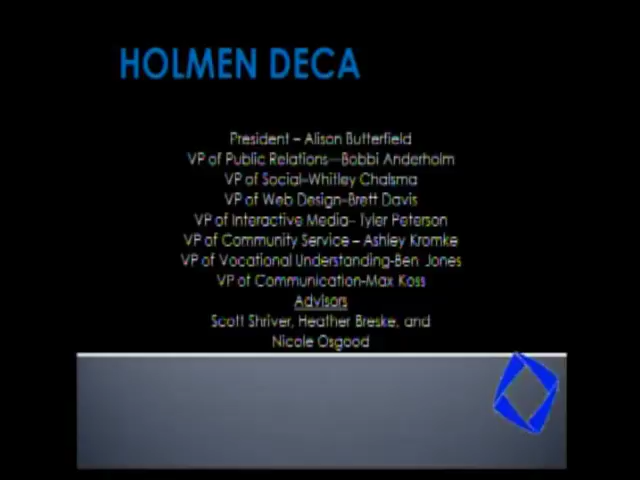 HOLMEN DECA
President – Alison Butterfield
VP of Public Relations—Bobbi Anderholm
VP of Social-Whitley Chalsma
VP of Web Design-Brett Davis
VP of Interactive Media- Tyler Peterson
VP of Community Service – Ashley Kromke
VP of Vocational Understanding-Ben Jones
VP of Communication-Max Koss
Advisors
Scott Shriver, Heather Breske, and
Nicole Osgood